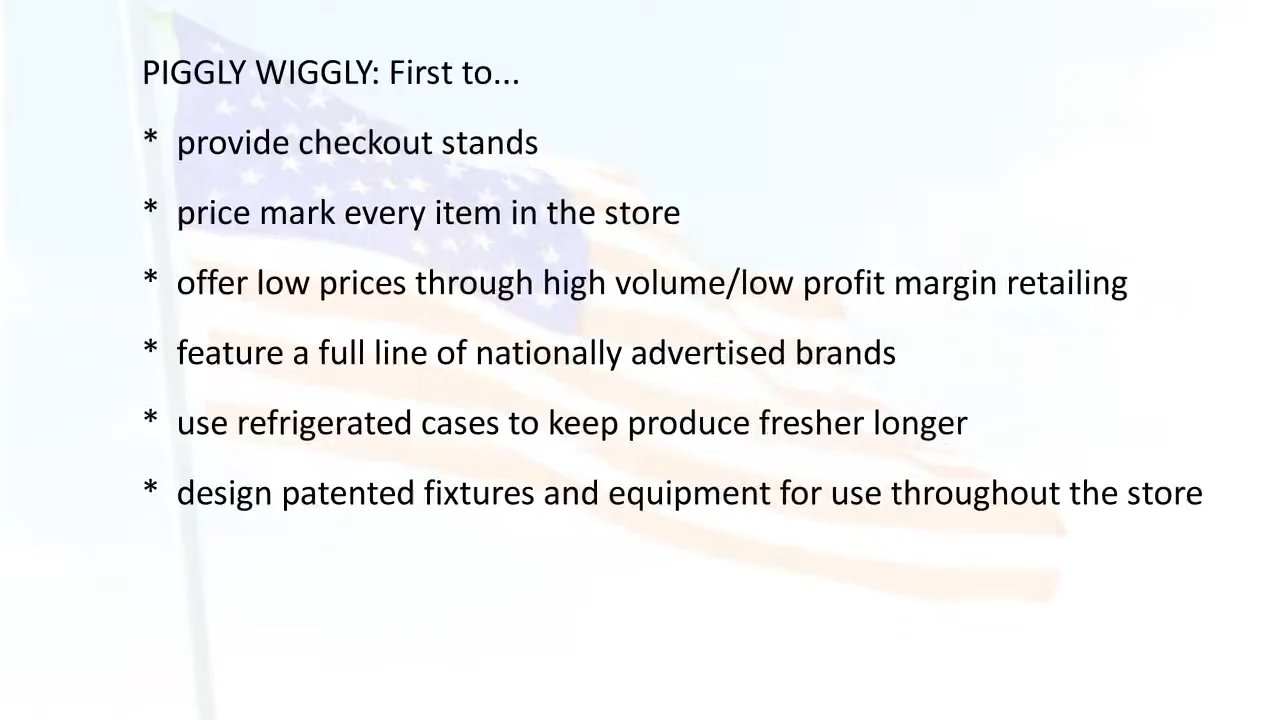 PIGGLY WIGGLY: First to...
* provide checkout stands
* price mark every item in the store
* offer low prices through high volume/low profit margin retailing
* feature a full line of nationally advertised brands
* use refrigerated cases to keep produce fresher longer
* design patented fixtures and equipment for use throughout the store